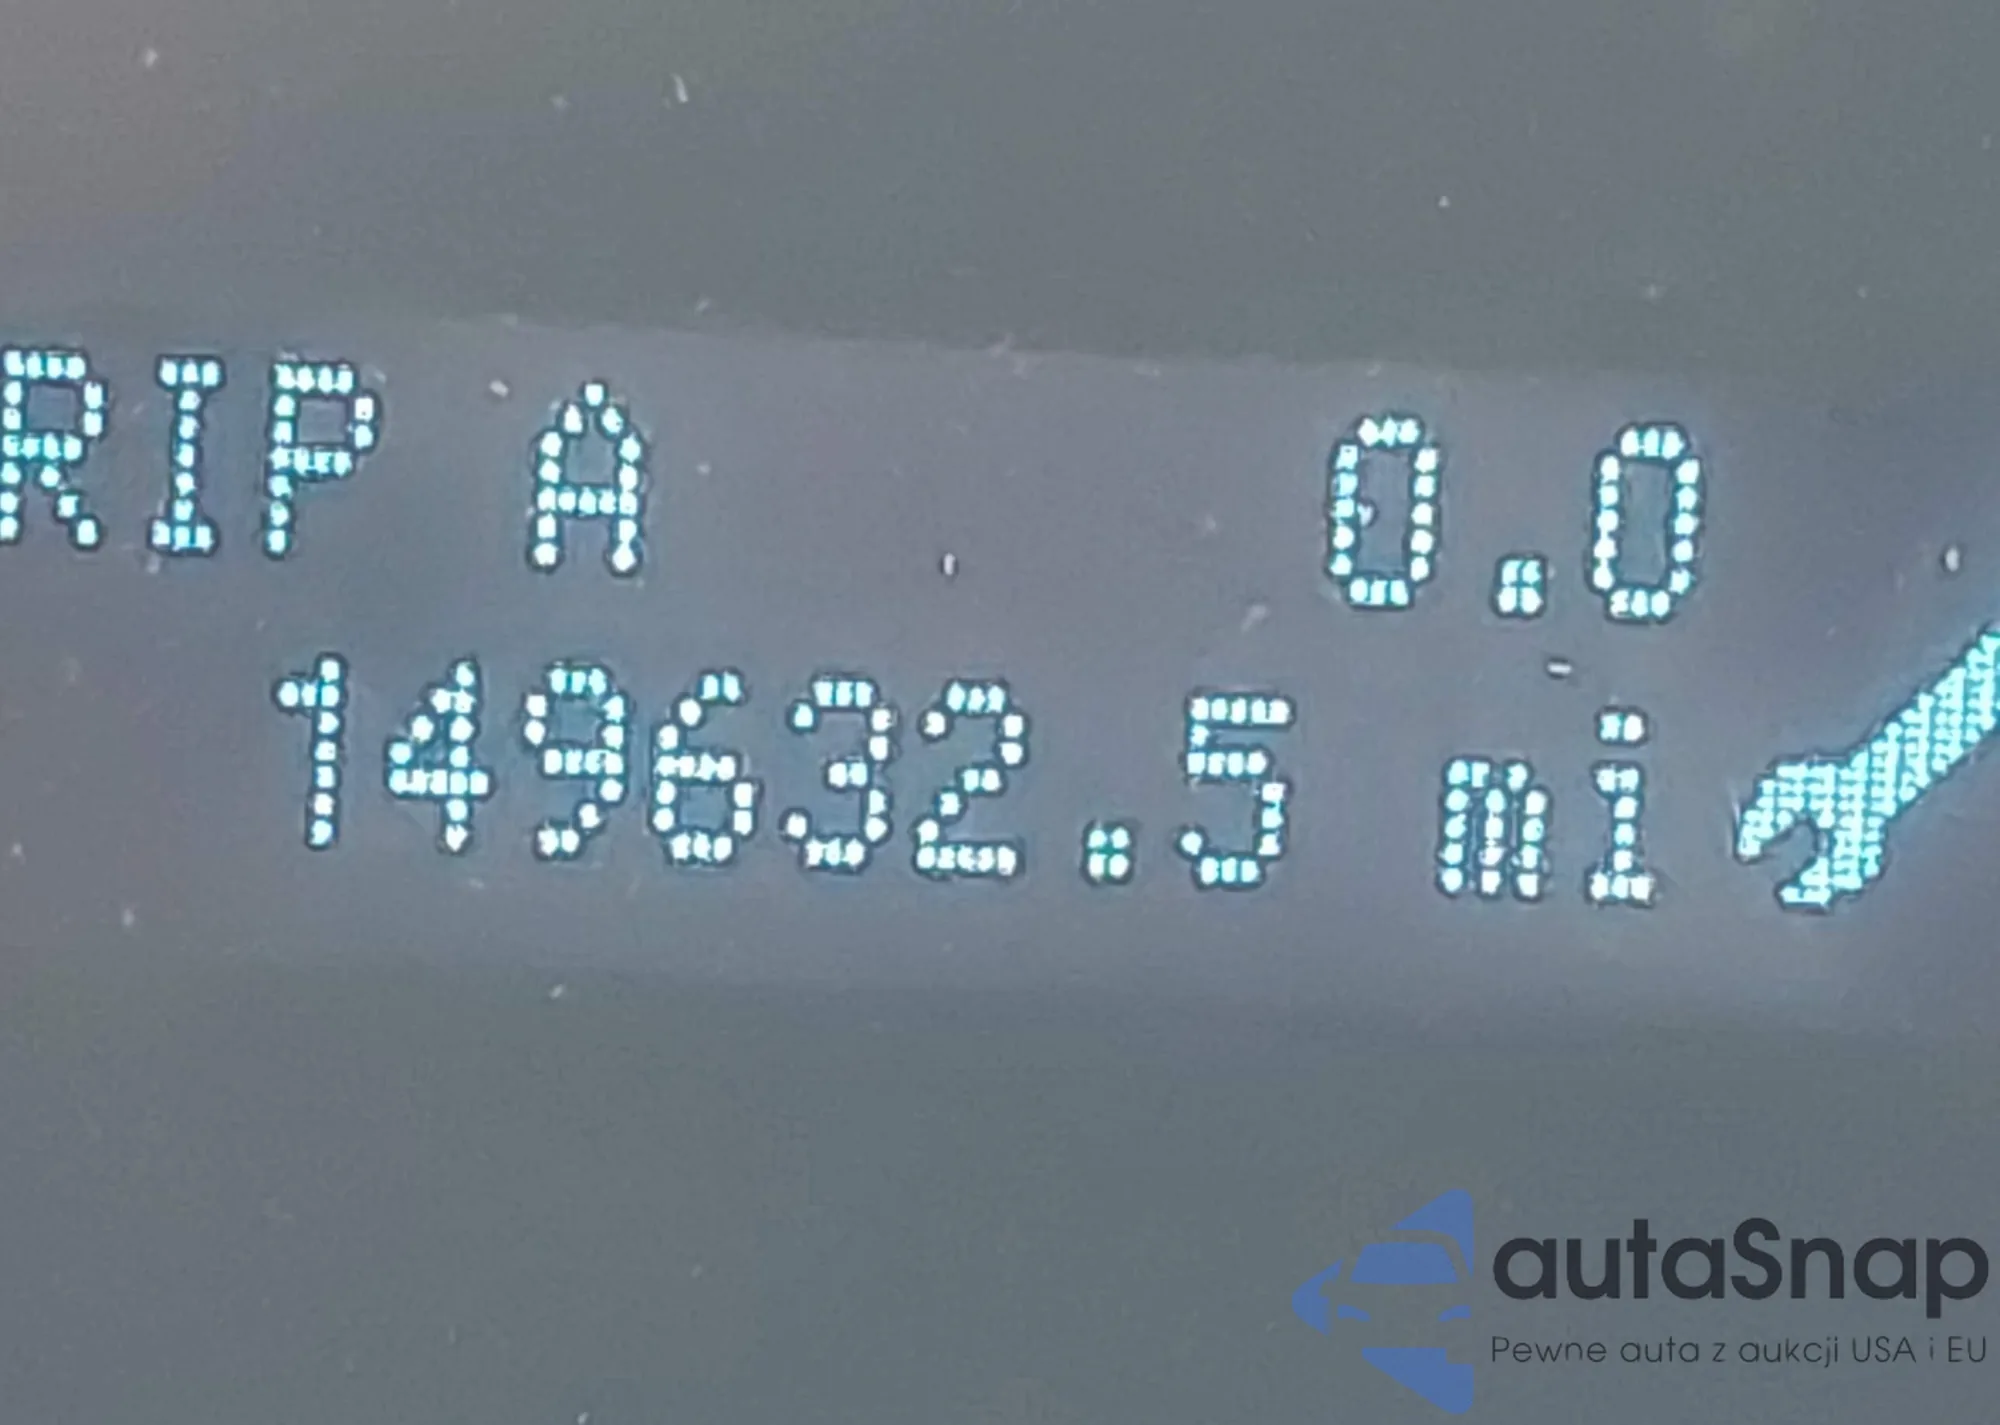 RIP A 0.0
149632.5 mi
autaSnap
Pewne auta z aukcji USA i EU